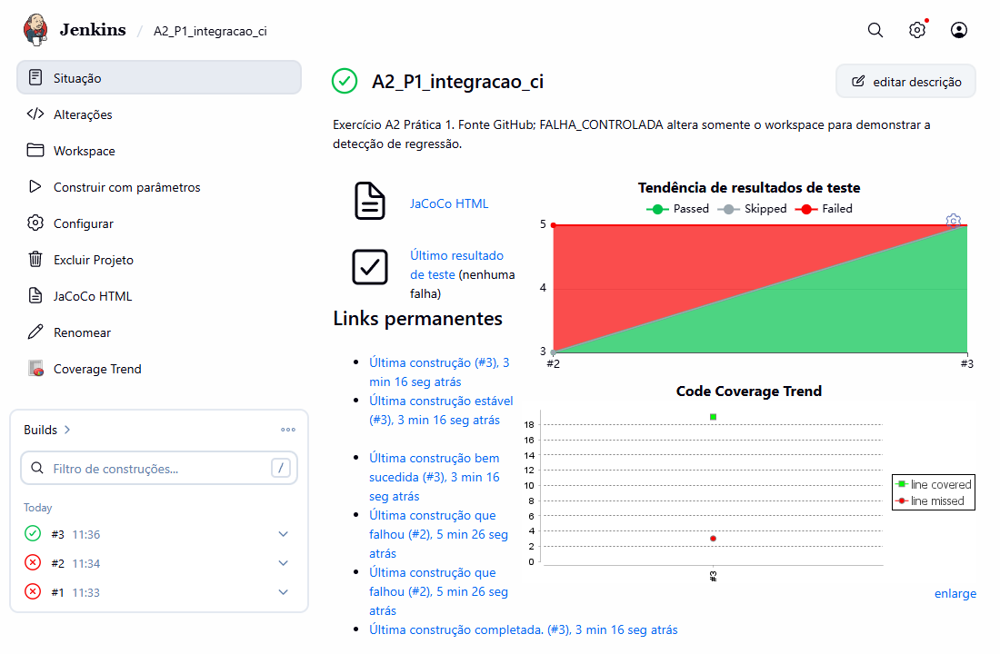 Jenkins / A2_P1_integracao_ci
Situação
Alterações
Workspace
Construir com parâmetros
Configurar
Excluir Projeto
JaCoCo HTML
Renomear
Coverage Trend
Builds
Filtro de construções... /
Today
#3 11:36
#2 11:34
#1 11:33
A2_P1_integracao_ci
editar descrição
Exercício A2 Prática 1. Fonte GitHub; FALHA_CONTROLADA altera somente o workspace para demonstrar a
detecção de regressão.
JaCoCo HTML
Último resultado
de teste (nenhuma
falha)
Links permanentes
Última construção (#3), 3
min 16 seg atrás
Última construção estável
(#3), 3 min 16 seg atrás
Última construção bem
sucedida (#3), 3 min 16
seg atrás
Última construção que
falhou (#2), 5 min 26 seg
atrás
Última construção que
falhou (#2), 5 min 26 seg
atrás
Última construção completada. (#3), 3 min 16 seg atrás
Tendência de resultados de teste
Passed Skipped Failed
5
4
3
#2 #3
Code Coverage Trend
18
16
14
12
10
8
6
4
2
0
#3
line covered
line missed
enlarge